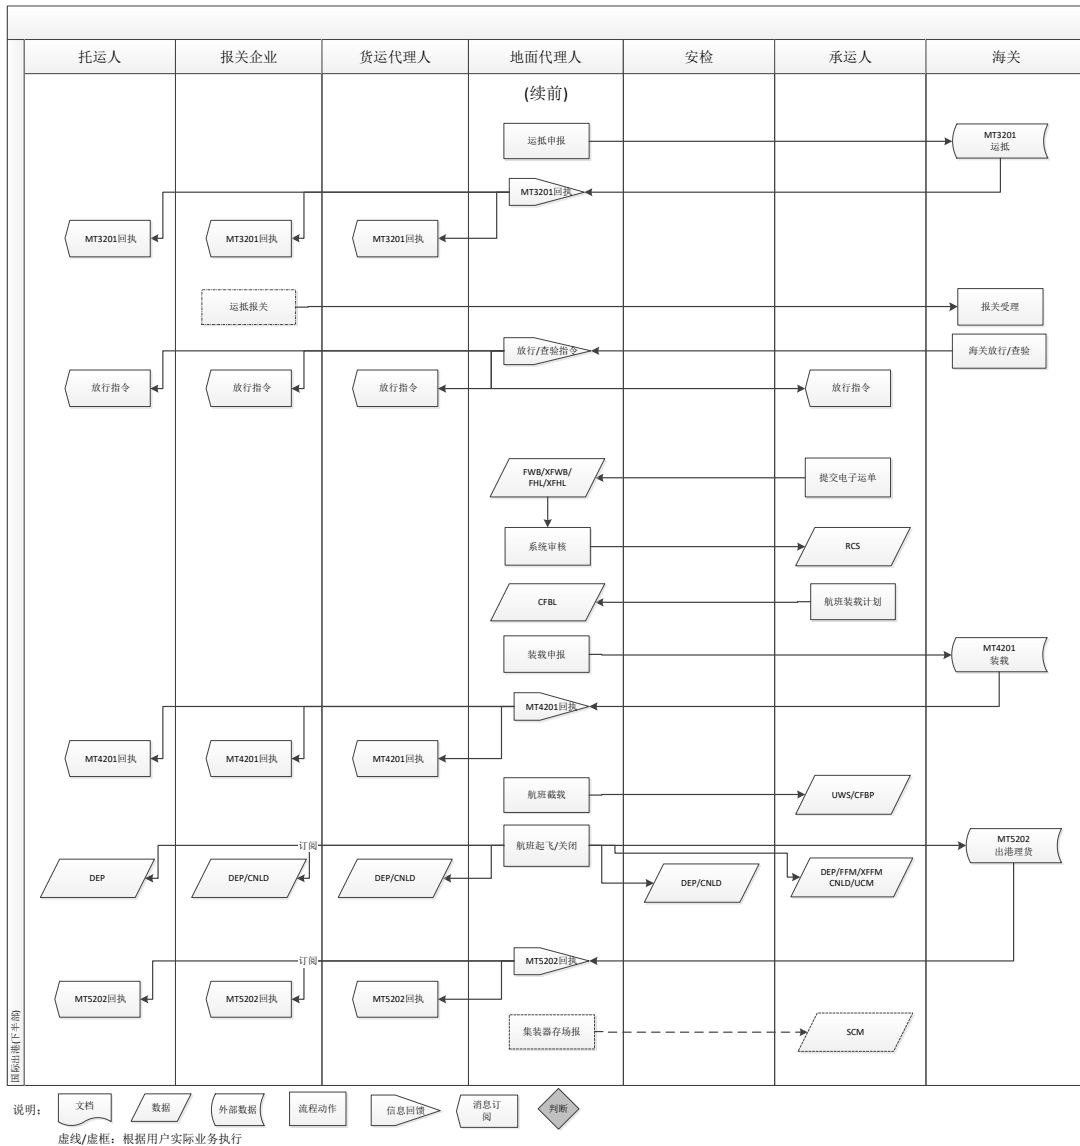 托运人
报关企业
货运代理人
地面代理人
安检
承运人
海关
(续前)
运抵申报
MT3201
运抵
MT3201回执
MT3201回执
MT3201回执
MT3201回执
运抵报关
报关受理
放行/查验指令
海关放行/查验
放行指令
放行指令
放行指令
放行指令
FWB/XFWB/
FHL/XFHL
提交电子运单
系统审核
RCS
CFBL
航班装载计划
装载申报
MT4201
装载
MT4201回执
MT4201回执
MT4201回执
MT4201回执
航班截载
UWS/CFBP
订阅
航班起飞/关闭
MT5202
出港理货
DEP
DEP/CNLD
DEP/CNLD
DEP/CNLD
DEP/FFM/XFFM
CNLD/UCM
订阅
MT5202回执
MT5202回执
MT5202回执
MT5202回执
集装器存场报
SCM
国际出港(下半部)
说明：
文档
数据
外部数据
流程动作
信息回馈
消息订
阅
判断
虚线/虚框：根据用户实际业务执行